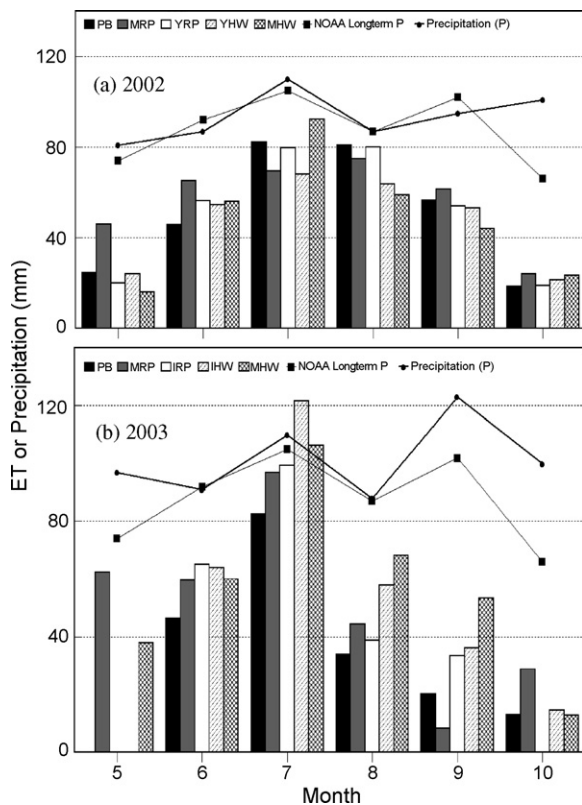 PB MRP YRP YHW MHW NOAA Longterm P Precipitation (P)
120
(a) 2002
80
40
0
PB MRP IRP IHW MHW NOAA Longterm P Precipitation (P)
120
(b) 2003
80
40
0
5 6 7 8 9 10
Month
ET or Precipitation (mm)